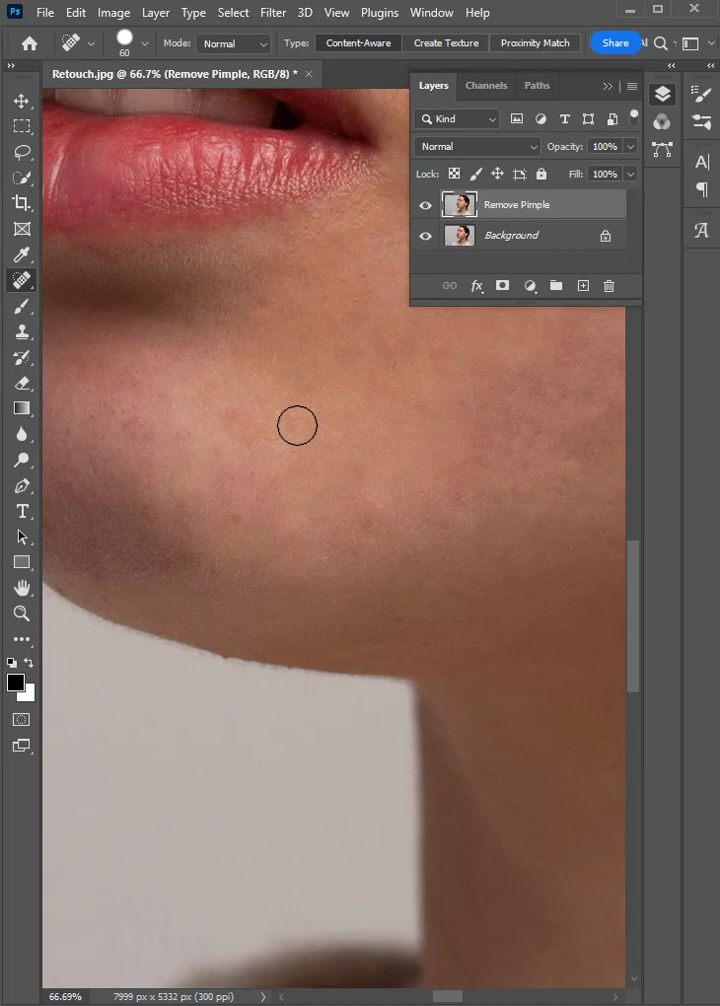 Ps File Edit Image Layer Type Select Filter 3D View Plugins Window Help
60 Mode: Normal Type: Content-Aware Create Texture Proximity Match Share
Retouch.jpg @ 66.7% (Remove Pimple, RGB/8) *
Layers Channels Paths
Kind
Normal Opacity: 100%
Lock: Fill: 100%
Remove Pimple
Background
fx
66.69% 7999 px x 5332 px (300 ppi)